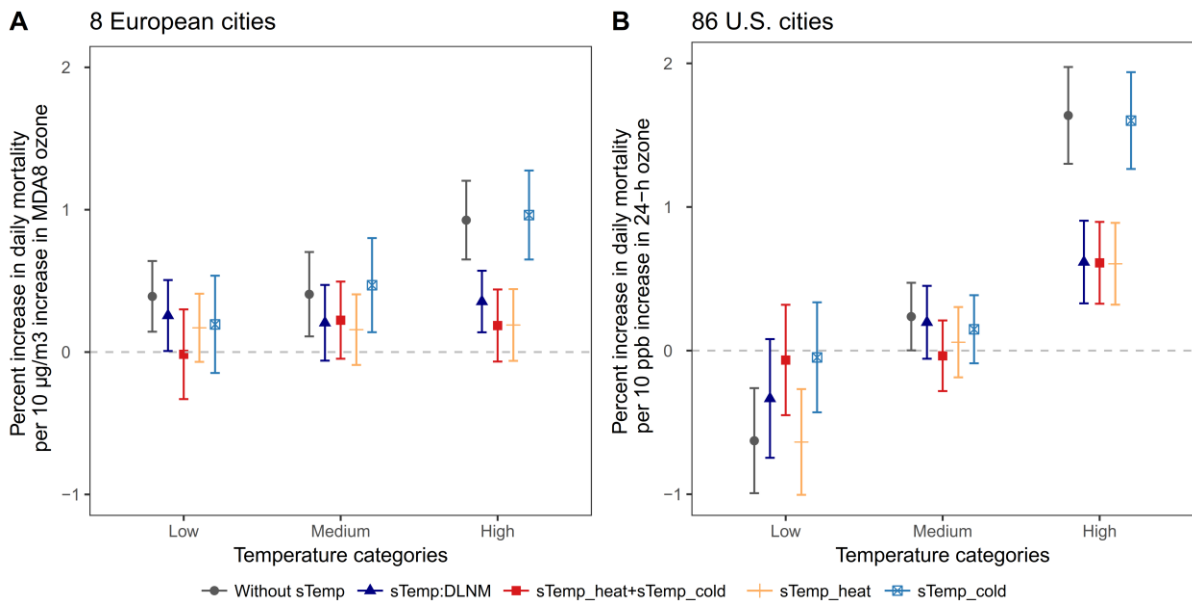 A 8 European cities
Percent increase in daily mortality
per 10 μg/m3 increase in MDA8 ozone
2
1
0
−1
Low Medium High
Temperature categories
B 86 U.S. cities
Percent increase in daily mortality
per 10 ppb increase in 24−h ozone
2
1
0
−1
Low Medium High
Temperature categories
Without sTemp sTemp:DLNM sTemp_heat+sTemp_cold sTemp_heat sTemp_cold